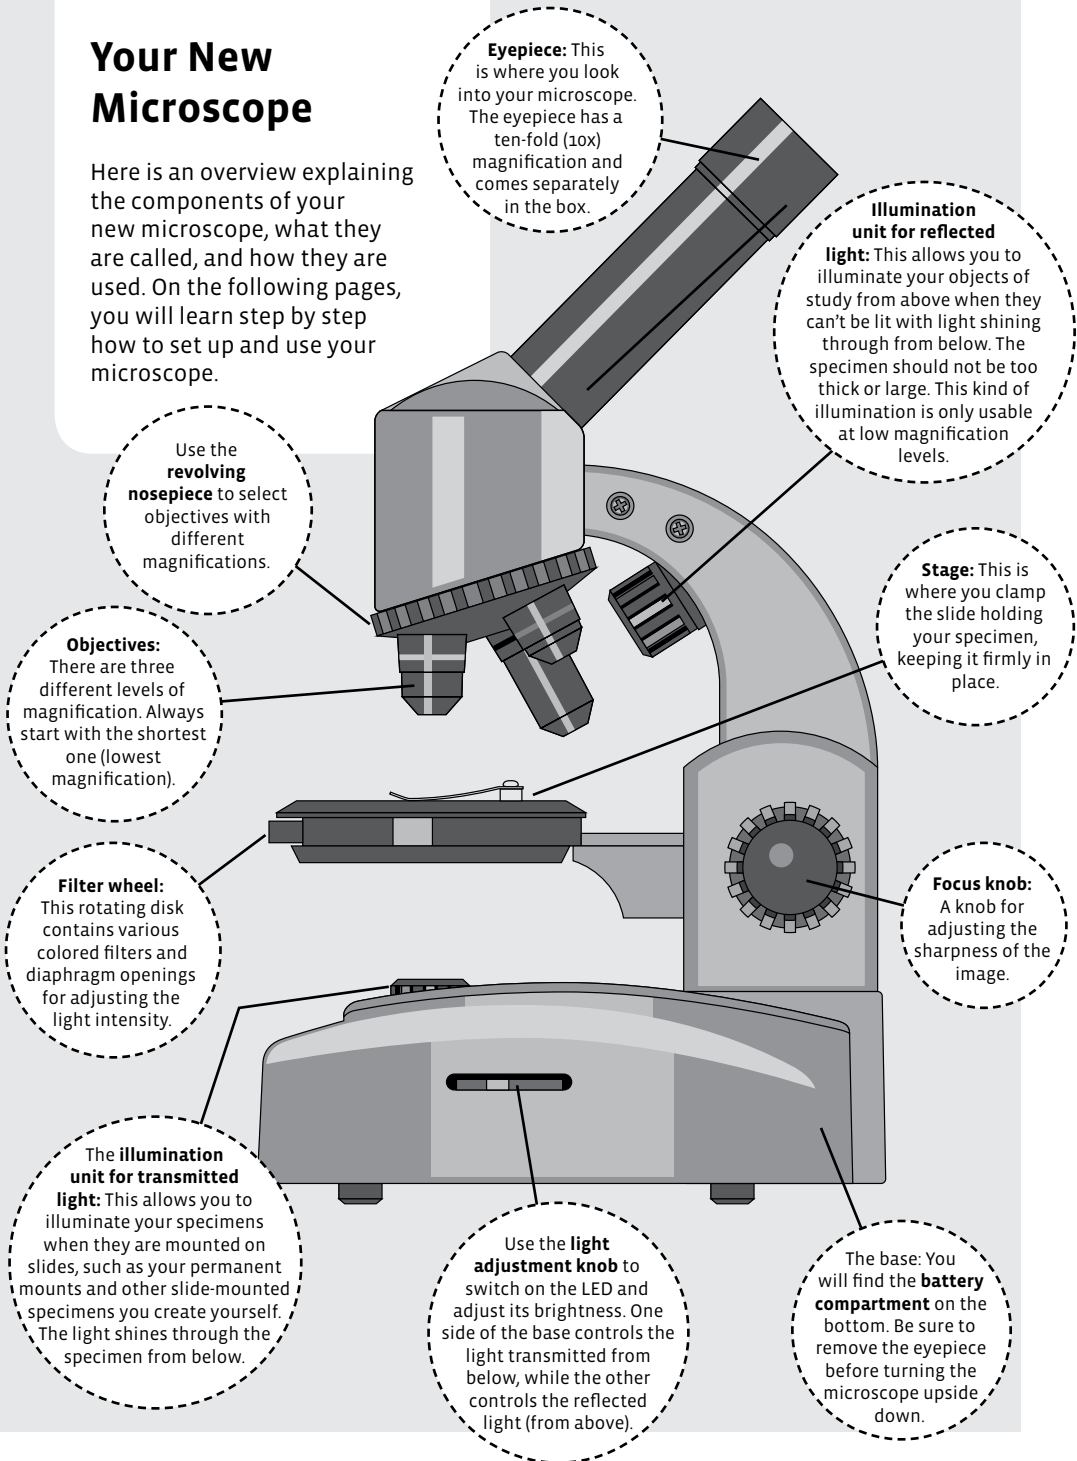 Your New
Microscope
Here is an overview explaining
the components of your
new microscope, what they
are called, and how they are
used. On the following pages,
you will learn step by step
how to set up and use your
microscope.
Eyepiece: This
is where you look
into your microscope.
The eyepiece has a
ten-fold (10x)
magnification and
comes separately
in the box.
Illumination
unit for reflected
light: This allows you to
illuminate your objects of
study from above when they
can’t be lit with light shining
through from below. The
specimen should not be too
thick or large. This kind of
illumination is only usable
at low magnification
levels.
Use the
revolving
nosepiece to select
objectives with
different
magnifications.
Stage: This is
where you clamp
the slide holding
your specimen,
keeping it firmly in
place.
Objectives:
There are three
different levels of
magnification. Always
start with the shortest
one (lowest
magnification).
Filter wheel:
This rotating disk
contains various
colored filters and
diaphragm openings
for adjusting the
light intensity.
Focus knob:
A knob for
adjusting the
sharpness of the
image.
The illumination
unit for transmitted
light: This allows you to
illuminate your specimens
when they are mounted on
slides, such as your permanent
mounts and other slide-mounted
specimens you create yourself.
The light shines through the
specimen from below.
Use the light
adjustment knob to
switch on the LED and
adjust its brightness. One
side of the base controls the
light transmitted from
below, while the other
controls the reflected
light (from above).
The base: You
will find the battery
compartment on the
bottom. Be sure to
remove the eyepiece
before turning the
microscope upside
down.